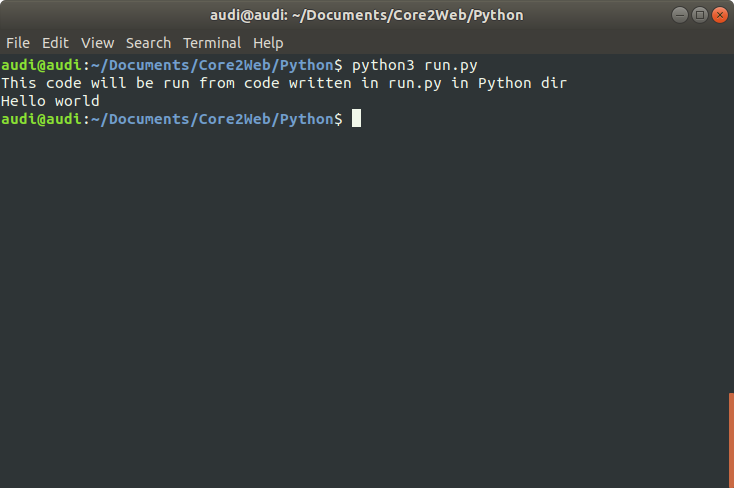 audi@audi: ~/Documents/Core2Web/Python
File Edit View Search Terminal Help
audi@audi:~/Documents/Core2Web/Python$ python3 run.py
This code will be run from code written in run.py in Python dir
Hello world
audi@audi:~/Documents/Core2Web/Python$